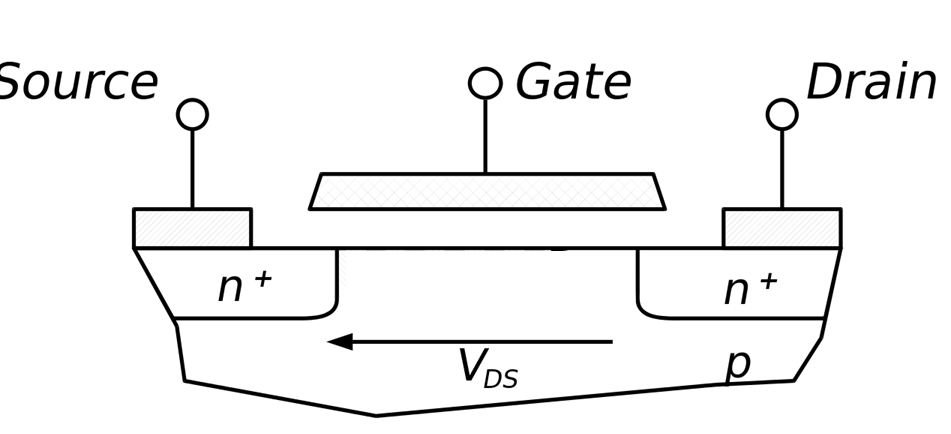 Source
Gate
Drain
n+
n+
VDS
p